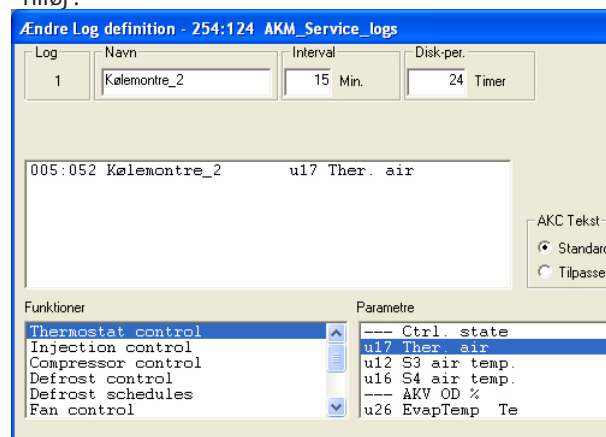 Ændre Log definition - 254:124 AKM_Service_logs
Log Navn Interval Disk-per.
1 Kølemontre_2 15 Min. 24 Timer
005:052 Kølemontre_2 u17 Ther. air
AKC Tekst
Standard
Tilpasse
Funktioner Parametre
Thermostat control --- Ctrl. state
Injection control u17 Ther. air
Compressor control u12 S3 air temp.
Defrost control u16 S4 air temp.
Defrost schedules --- AKV OD %
Fan control u26 EvapTemp Te